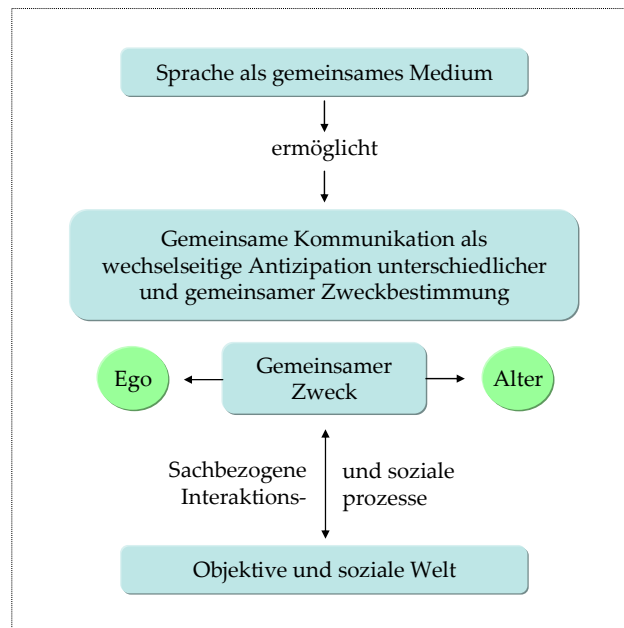 Sprache als gemeinsames Medium
ermöglicht
Gemeinsame Kommunikation als
wechselseitige Antizipation unterschiedlicher
und gemeinsamer Zweckbestimmung
Ego
Gemeinsamer
Zweck
Alter
Sachbezogene und soziale
Interaktions- prozesse
Objektive und soziale Welt